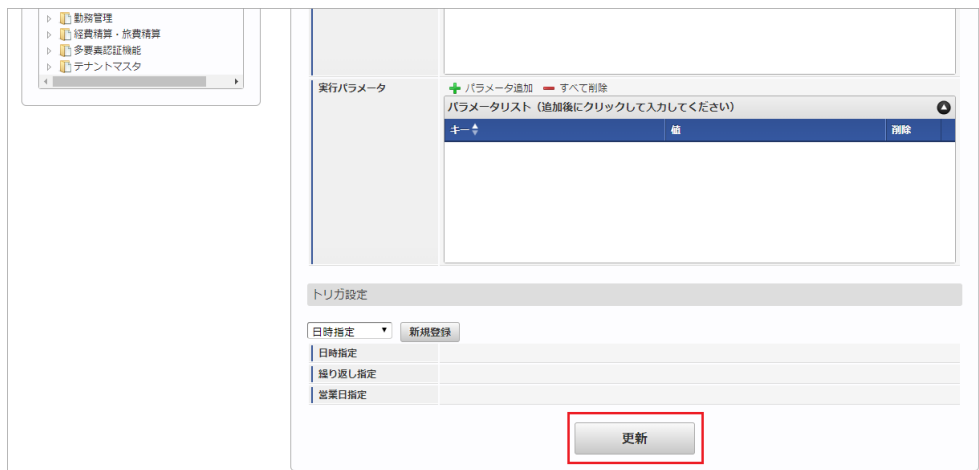 勤務管理
経費精算・旅費精算
多要素認証機能
テナントマスタ
実行パラメータ
パラメータ追加 すべて削除
パラメータリスト（追加後にクリックして入力してください）
キー 値 削除
トリガ設定
日時指定 新規登録
日時指定
繰り返し指定
営業日指定
更新